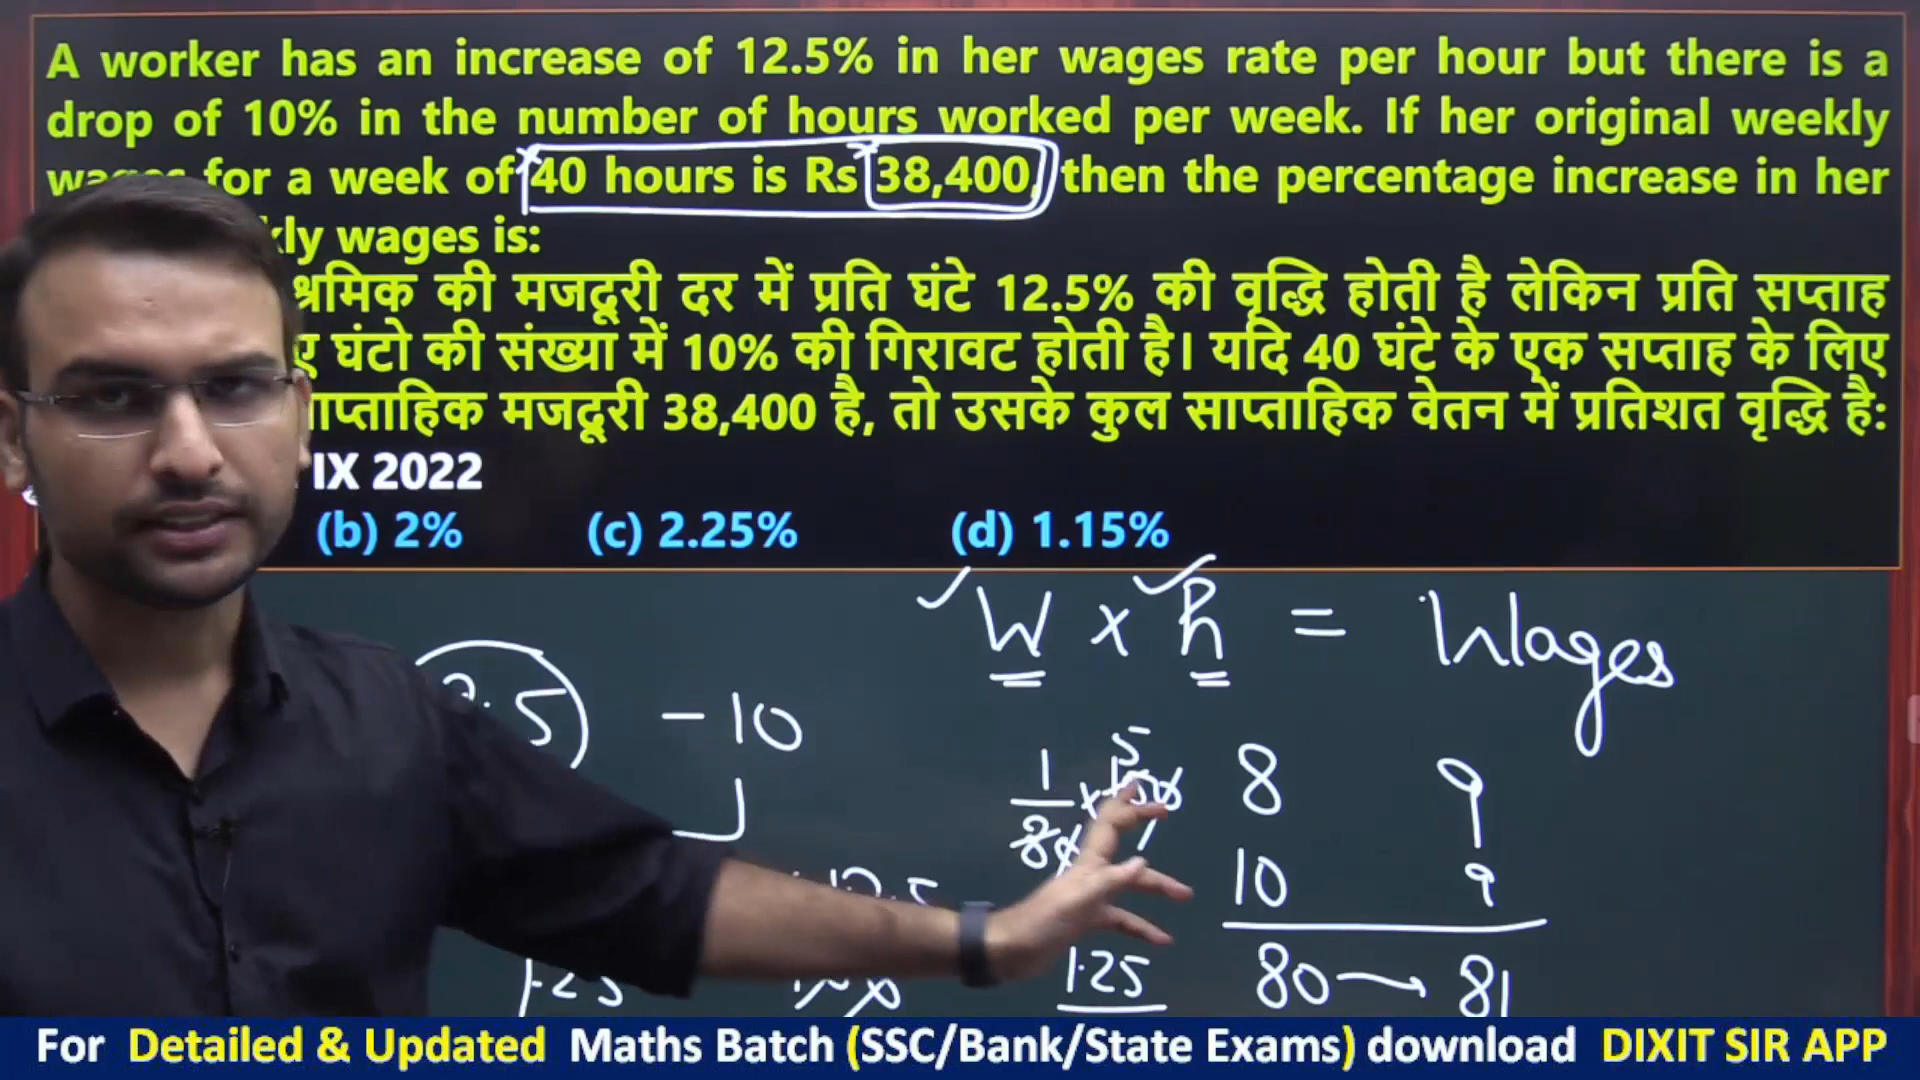 A worker has an increase of 12.5% in her wages rate per hour but there is a
drop of 10% in the number of hours worked per week. If her original weekly
for a week of 40 hours is Rs 38,400, then the percentage increase in her
wages is:
श्रमिक की मजदूरी दर में प्रति घंटे 12.5% की वृद्धि होती है लेकिन प्रति सप्ताह
घंटो की संख्या में 10% की गिरावट होती है। यदि 40 घंटे के एक सप्ताह के लिए
मजदूरी 38,400 है, तो उसके कुल साप्ताहिक वेतन में प्रतिशत वृद्धि है:
IX 2022
(b) 2% (c) 2.25% (d) 1.15%
W × h = Wages
- 10
1 5 8 9
10 9
1.25 1.25 80 → 81
For Detailed & Updated Maths Batch (SSC/Bank/State Exams) download DIXIT SIR APP